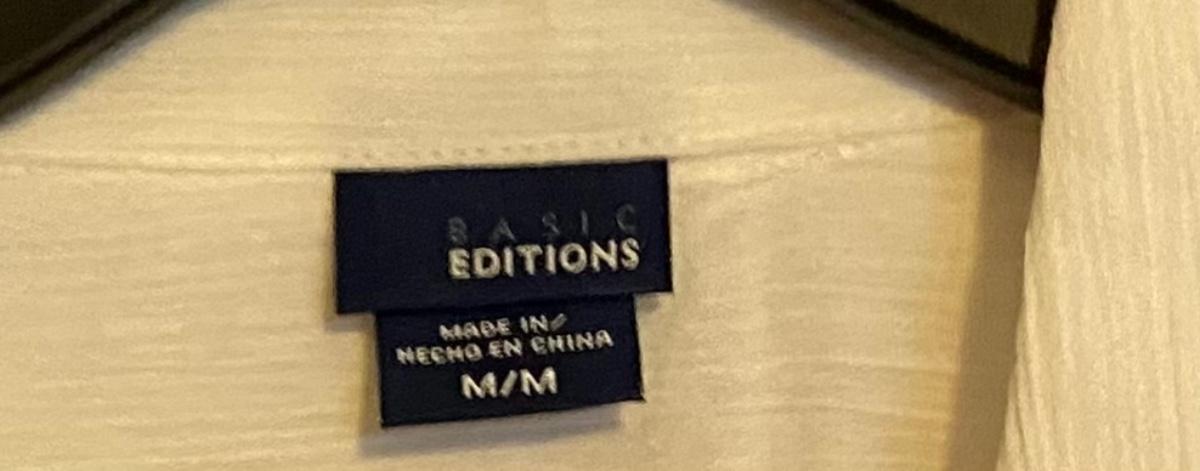 BASIC
EDITIONS
MADE IN/
HECHO EN CHINA
M/M